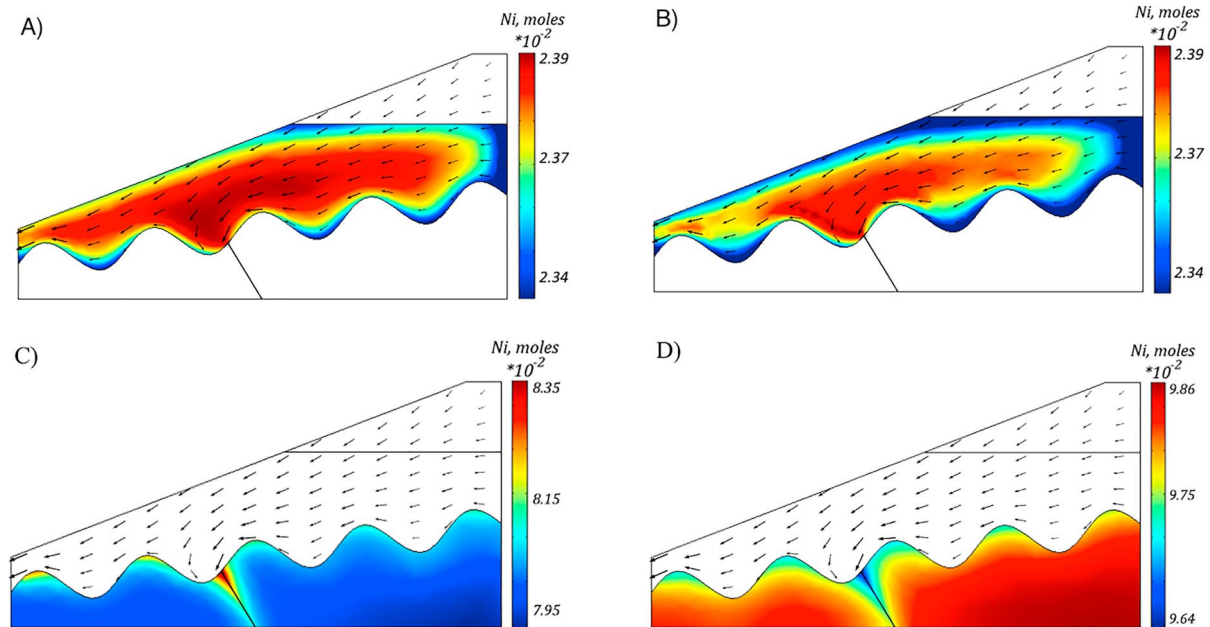 A)
Ni, moles
*10-2
2.39
2.37
2.34
B)
Ni, moles
*10-2
2.39
2.37
2.34
C)
Ni, moles
*10-2
8.35
8.15
7.95
D)
Ni, moles
*10-2
9.86
9.75
9.64